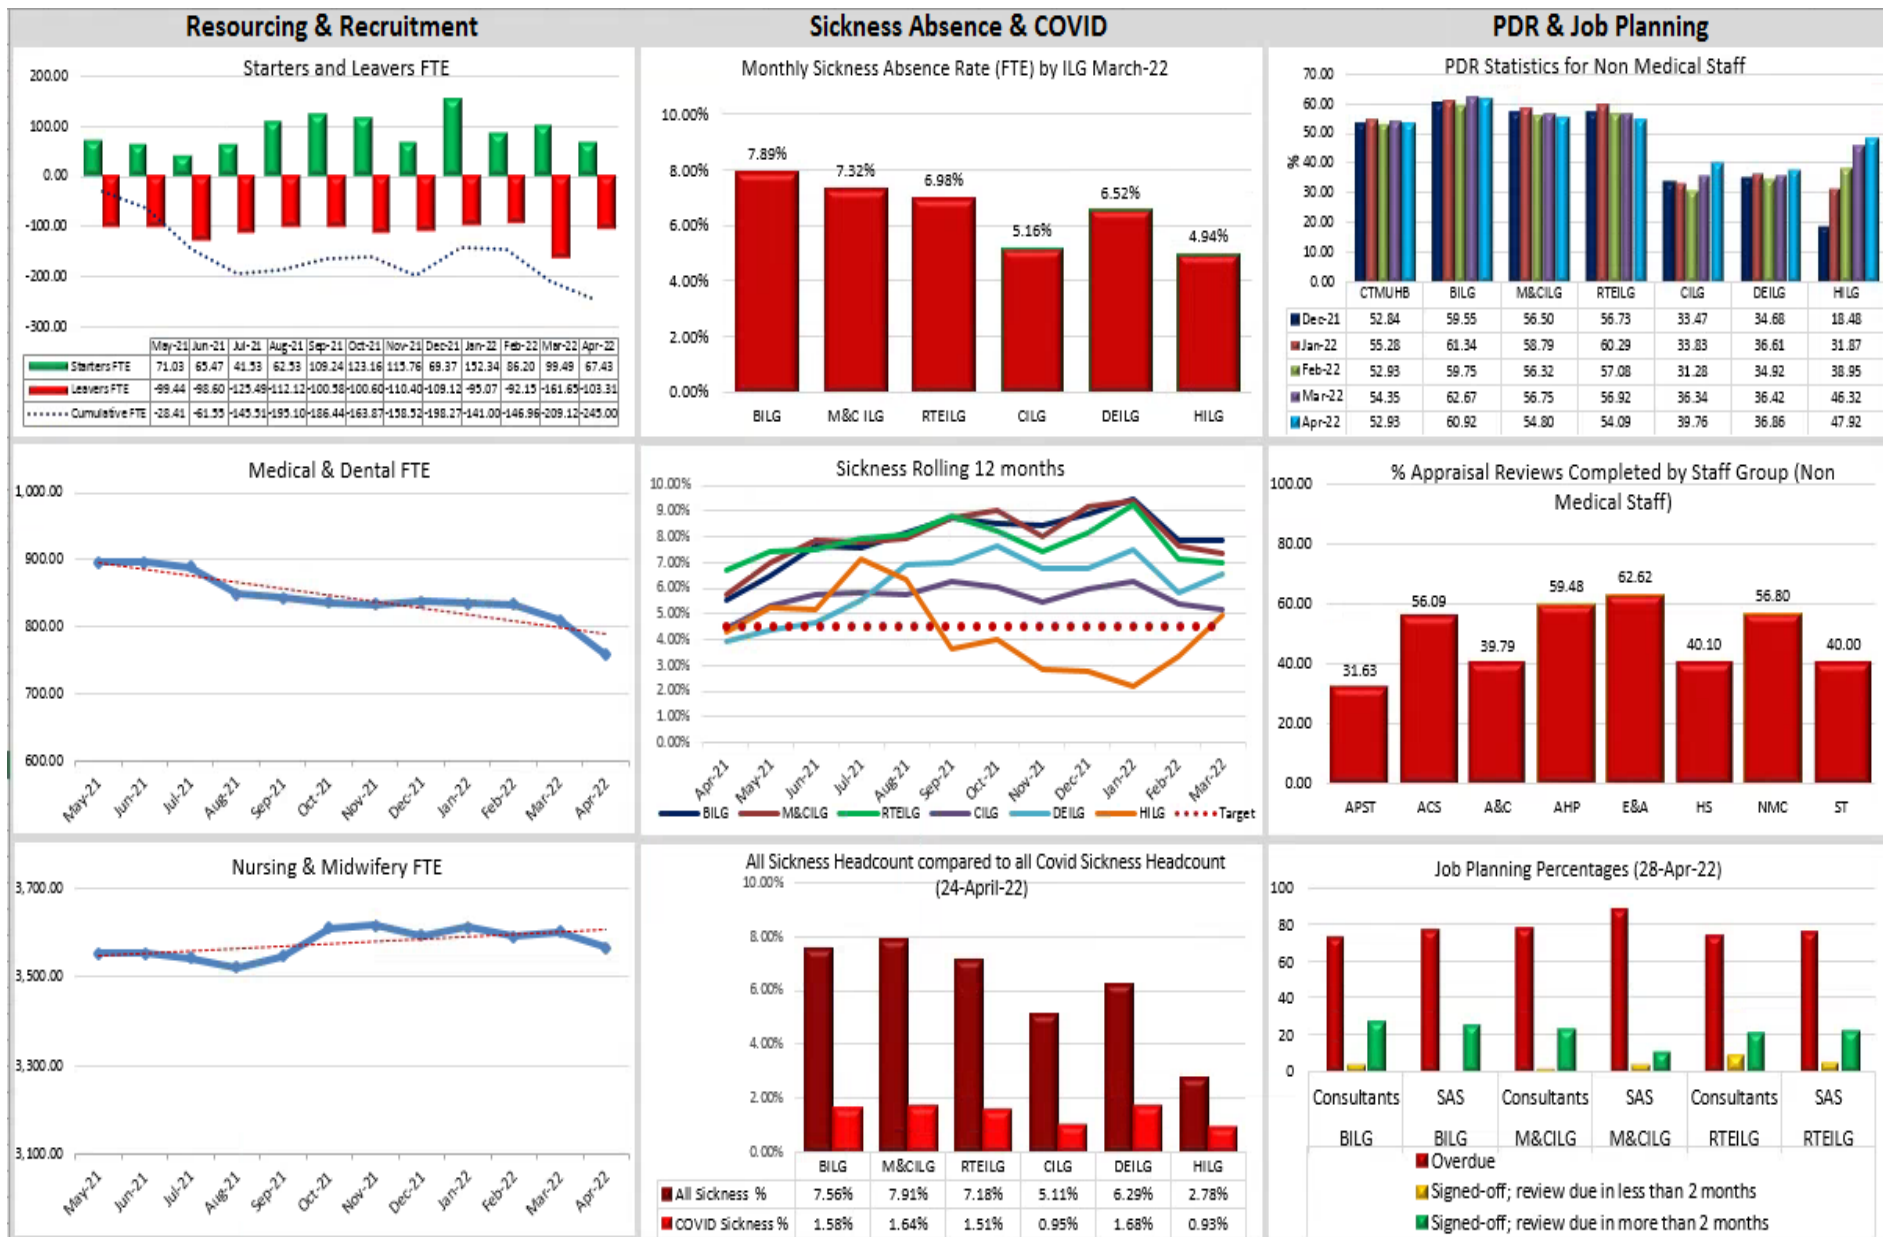 Resourcing & Recruitment
Starters and Leavers FTE
200.00
100.00
0.00
-100.00
-200.00
-300.00
May-21 Jun-21 Jul-21 Aug-21 Sep-21 Oct-21 Nov-21 Dec-21 Jan-22 Feb-22 Mar-22 Apr-22
Starters FTE 71.03 65.47 41.53 62.53 109.24 123.16 115.76 69.37 152.34 86.20 99.49 67.43
Leavers FTE -99.44 -98.60 -125.49 -112.12 -100.58 -100.60 -110.40 -109.12 -95.07 -92.15 -161.65 -103.31
Cumulative FTE -28.41 -61.55 -145.51 -195.10 -186.44 -163.87 -158.52 -198.27 -141.00 -146.96 -209.12 -245.00
Medical & Dental FTE
1,000.00
900.00
800.00
700.00
600.00
May-21 Jun-21 Jul-21 Aug-21 Sep-21 Oct-21 Nov-21 Dec-21 Jan-22 Feb-22 Mar-22 Apr-22
Nursing & Midwifery FTE
3,700.00
3,500.00
3,300.00
3,100.00
May-21 Jun-21 Jul-21 Aug-21 Sep-21 Oct-21 Nov-21 Dec-21 Jan-22 Feb-22 Mar-22 Apr-22
Sickness Absence & COVID
Monthly Sickness Absence Rate (FTE) by ILG March-22
10.00%
8.00%
6.00%
4.00%
2.00%
0.00%
7.89% 7.32% 6.98% 5.16% 6.52% 4.94%
BILG M&C ILG RTEILG CILG DEILG HILG
Sickness Rolling 12 months
10.00%
9.00%
8.00%
7.00%
6.00%
5.00%
4.00%
3.00%
2.00%
1.00%
0.00%
Apr-21 May-21 Jun-21 Jul-21 Aug-21 Sep-21 Oct-21 Nov-21 Dec-21 Jan-22 Feb-22 Mar-22
BILG M&CILG RTEILG CILG DEILG HILG Target
All Sickness Headcount compared to all Covid Sickness Headcount
(24-April-22)
10.00%
8.00%
6.00%
4.00%
2.00%
0.00%
BILG M&CILG RTEILG CILG DEILG HILG
All Sickness % 7.56% 7.91% 7.18% 5.11% 6.29% 2.78%
COVID Sickness % 1.58% 1.64% 1.51% 0.95% 1.68% 0.93%
PDR & Job Planning
PDR Statistics for Non Medical Staff
70.00
60.00
50.00
40.00
30.00
20.00
10.00
0.00
%
CTMUHB BILG M&CILG RTEILG CILG DEILG HILG
Dec-21 52.84 59.55 56.50 56.73 33.47 34.68 18.48
Jan-22 55.28 61.34 58.79 60.29 33.83 36.61 31.87
Feb-22 52.93 59.75 56.32 57.08 31.28 34.92 38.95
Mar-22 54.35 62.67 56.75 56.92 36.34 36.42 46.32
Apr-22 52.93 60.92 54.80 54.09 39.76 36.86 47.92
% Appraisal Reviews Completed by Staff Group (Non
Medical Staff)
100.00
80.00
60.00
40.00
20.00
0.00
31.63 56.09 39.79 59.48 62.62 40.10 56.80 40.00
APST ACS A&C AHP E&A HS NMC ST
Job Planning Percentages (28-Apr-22)
100
80
60
40
20
0
Consultants SAS Consultants SAS Consultants SAS
BILG BILG M&CILG M&CILG RTEILG RTEILG
Overdue
Signed-off; review due in less than 2 months
Signed-off; review due in more than 2 months